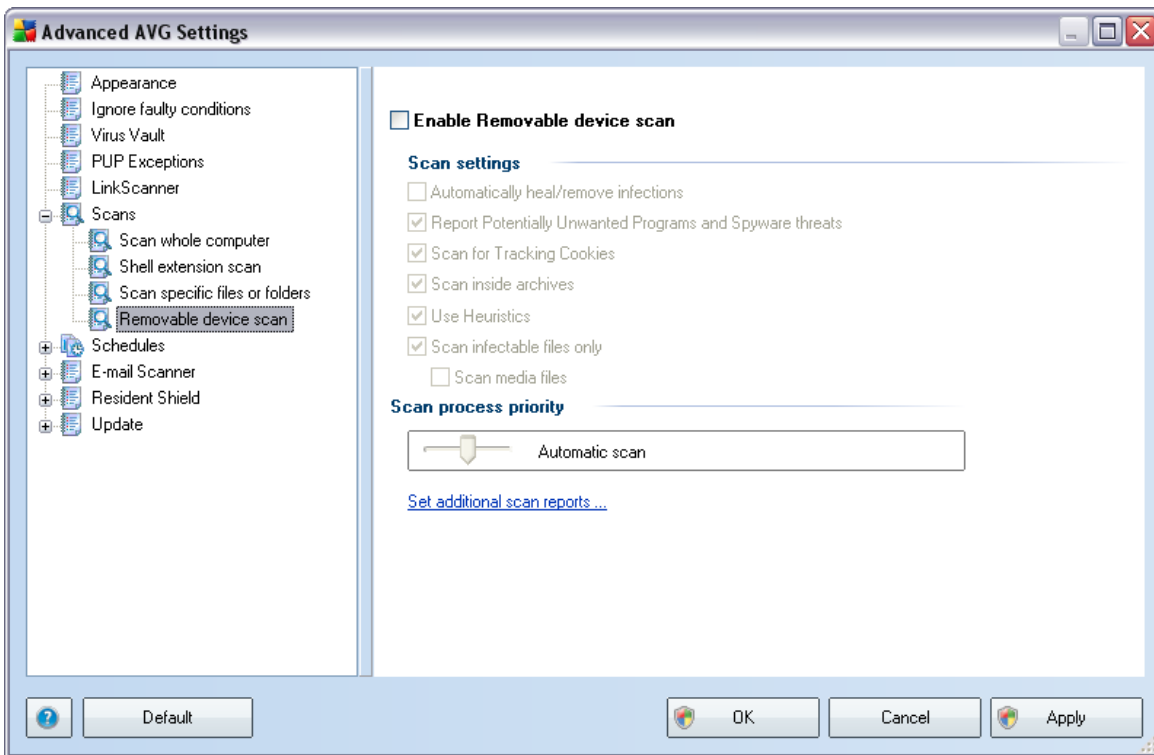 Advanced AVG Settings
Appearance
Ignore faulty conditions
Virus Vault
PUP Exceptions
LinkScanner
Scans
Scan whole computer
Shell extension scan
Scan specific files or folders
Removable device scan
Schedules
E-mail Scanner
Resident Shield
Update
Enable Removable device scan
Scan settings
Automatically heal/remove infections
Report Potentially Unwanted Programs and Spyware threats
Scan for Tracking Cookies
Scan inside archives
Use Heuristics
Scan infectable files only
Scan media files
Scan process priority
Automatic scan
Set additional scan reports ...
Default
OK
Cancel
Apply